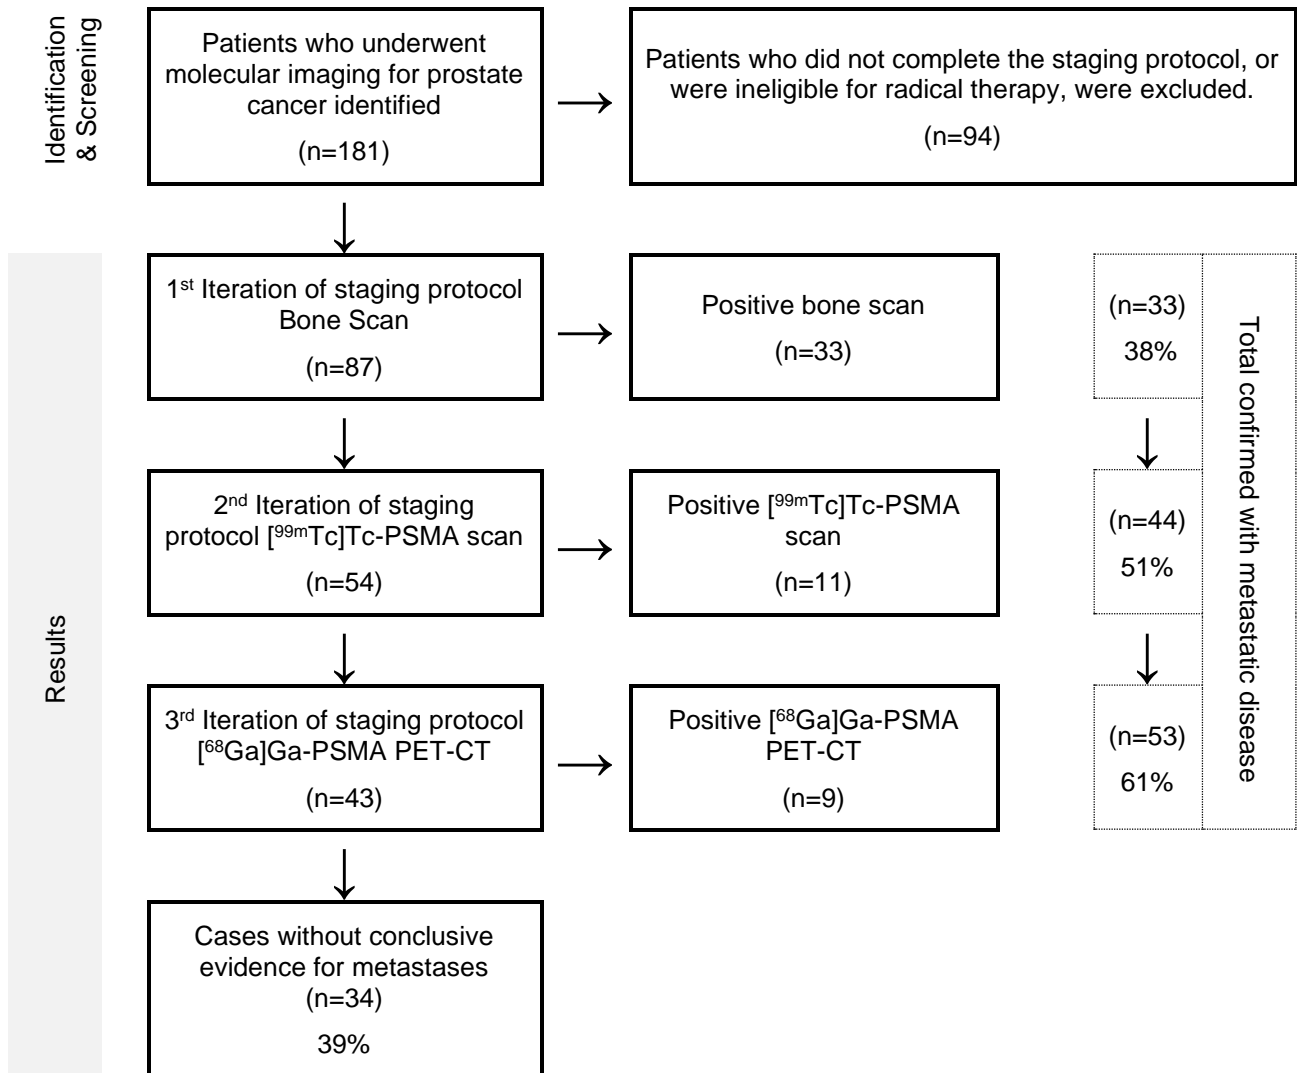 Identification
& Screening
Patients who underwent
molecular imaging for prostate
cancer identified
(n=181)
Patients who did not complete the staging protocol, or
were ineligible for radical therapy, were excluded.
(n=94)
Results
1st Iteration of staging protocol
Bone Scan
(n=87)
Positive bone scan
(n=33)
(n=33)
38%
Total confirmed with metastatic disease
2nd Iteration of staging
protocol [99mTc]Tc-PSMA scan
(n=54)
Positive [99mTc]Tc-PSMA
scan
(n=11)
(n=44)
51%
3rd Iteration of staging protocol
[68Ga]Ga-PSMA PET-CT
(n=43)
Positive [68Ga]Ga-PSMA
PET-CT
(n=9)
(n=53)
61%
Cases without conclusive
evidence for metastases
(n=34)
39%